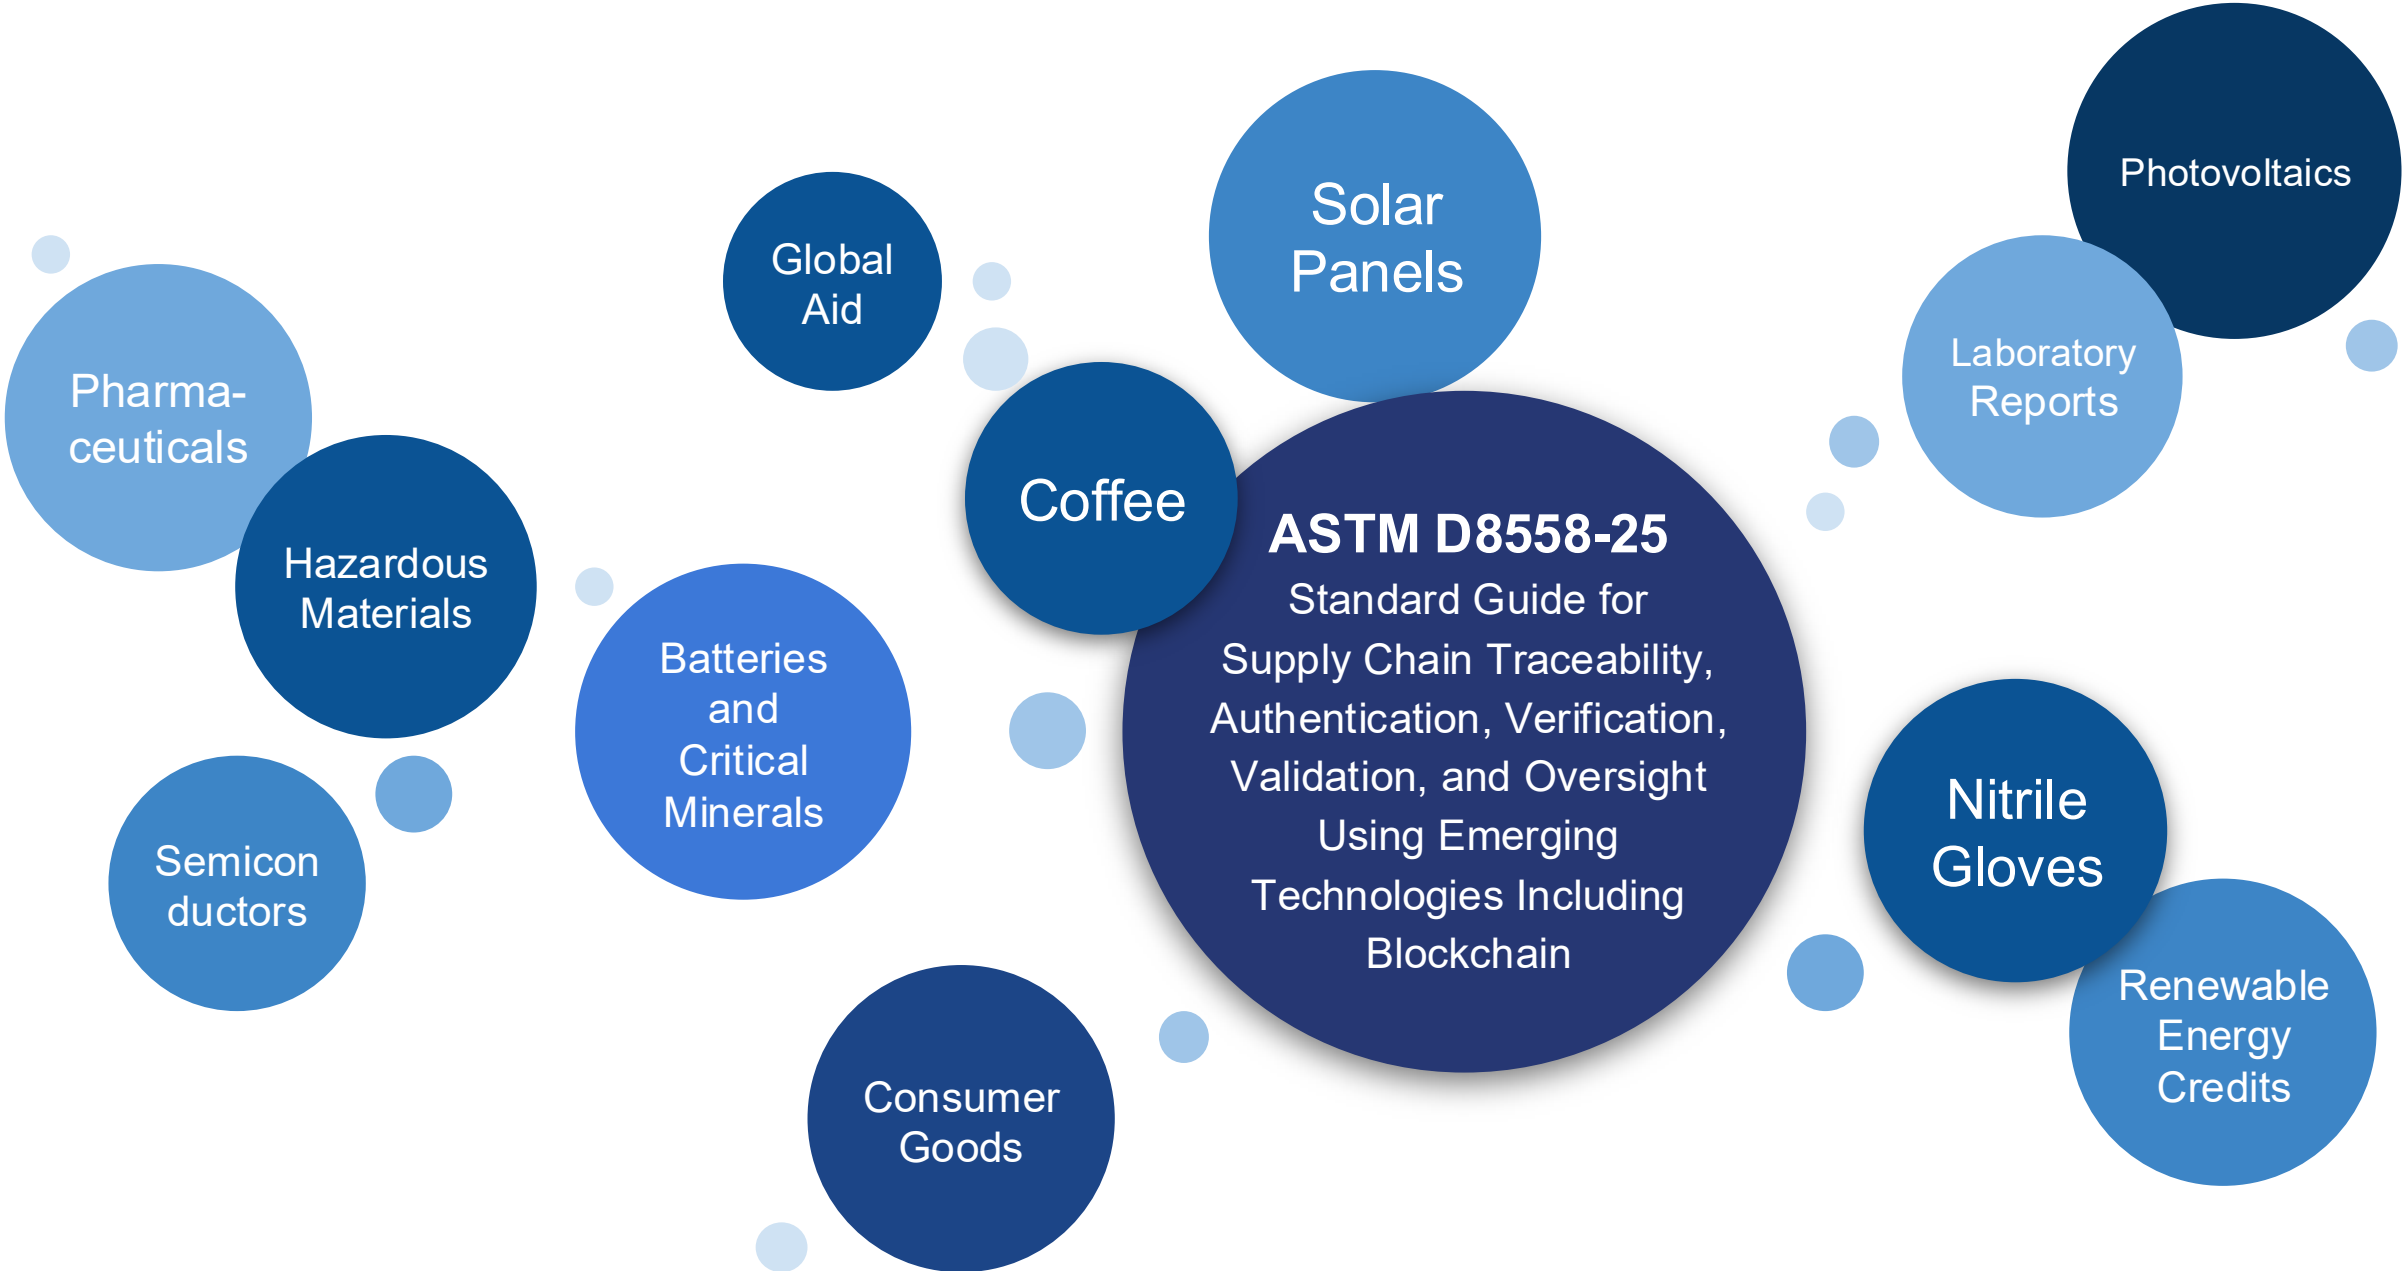 Photovoltaics
Solar
Panels
Global
Aid
Laboratory
Reports
Pharma-
ceuticals
Coffee
Hazardous
Materials
ASTM D8558-25
Standard Guide for
Supply Chain Traceability,
Authentication, Verification,
Validation, and Oversight
Using Emerging
Technologies Including
Blockchain
Batteries
and
Critical
Minerals
Nitrile
Gloves
Semicon
ductors
Renewable
Energy
Credits
Consumer
Goods